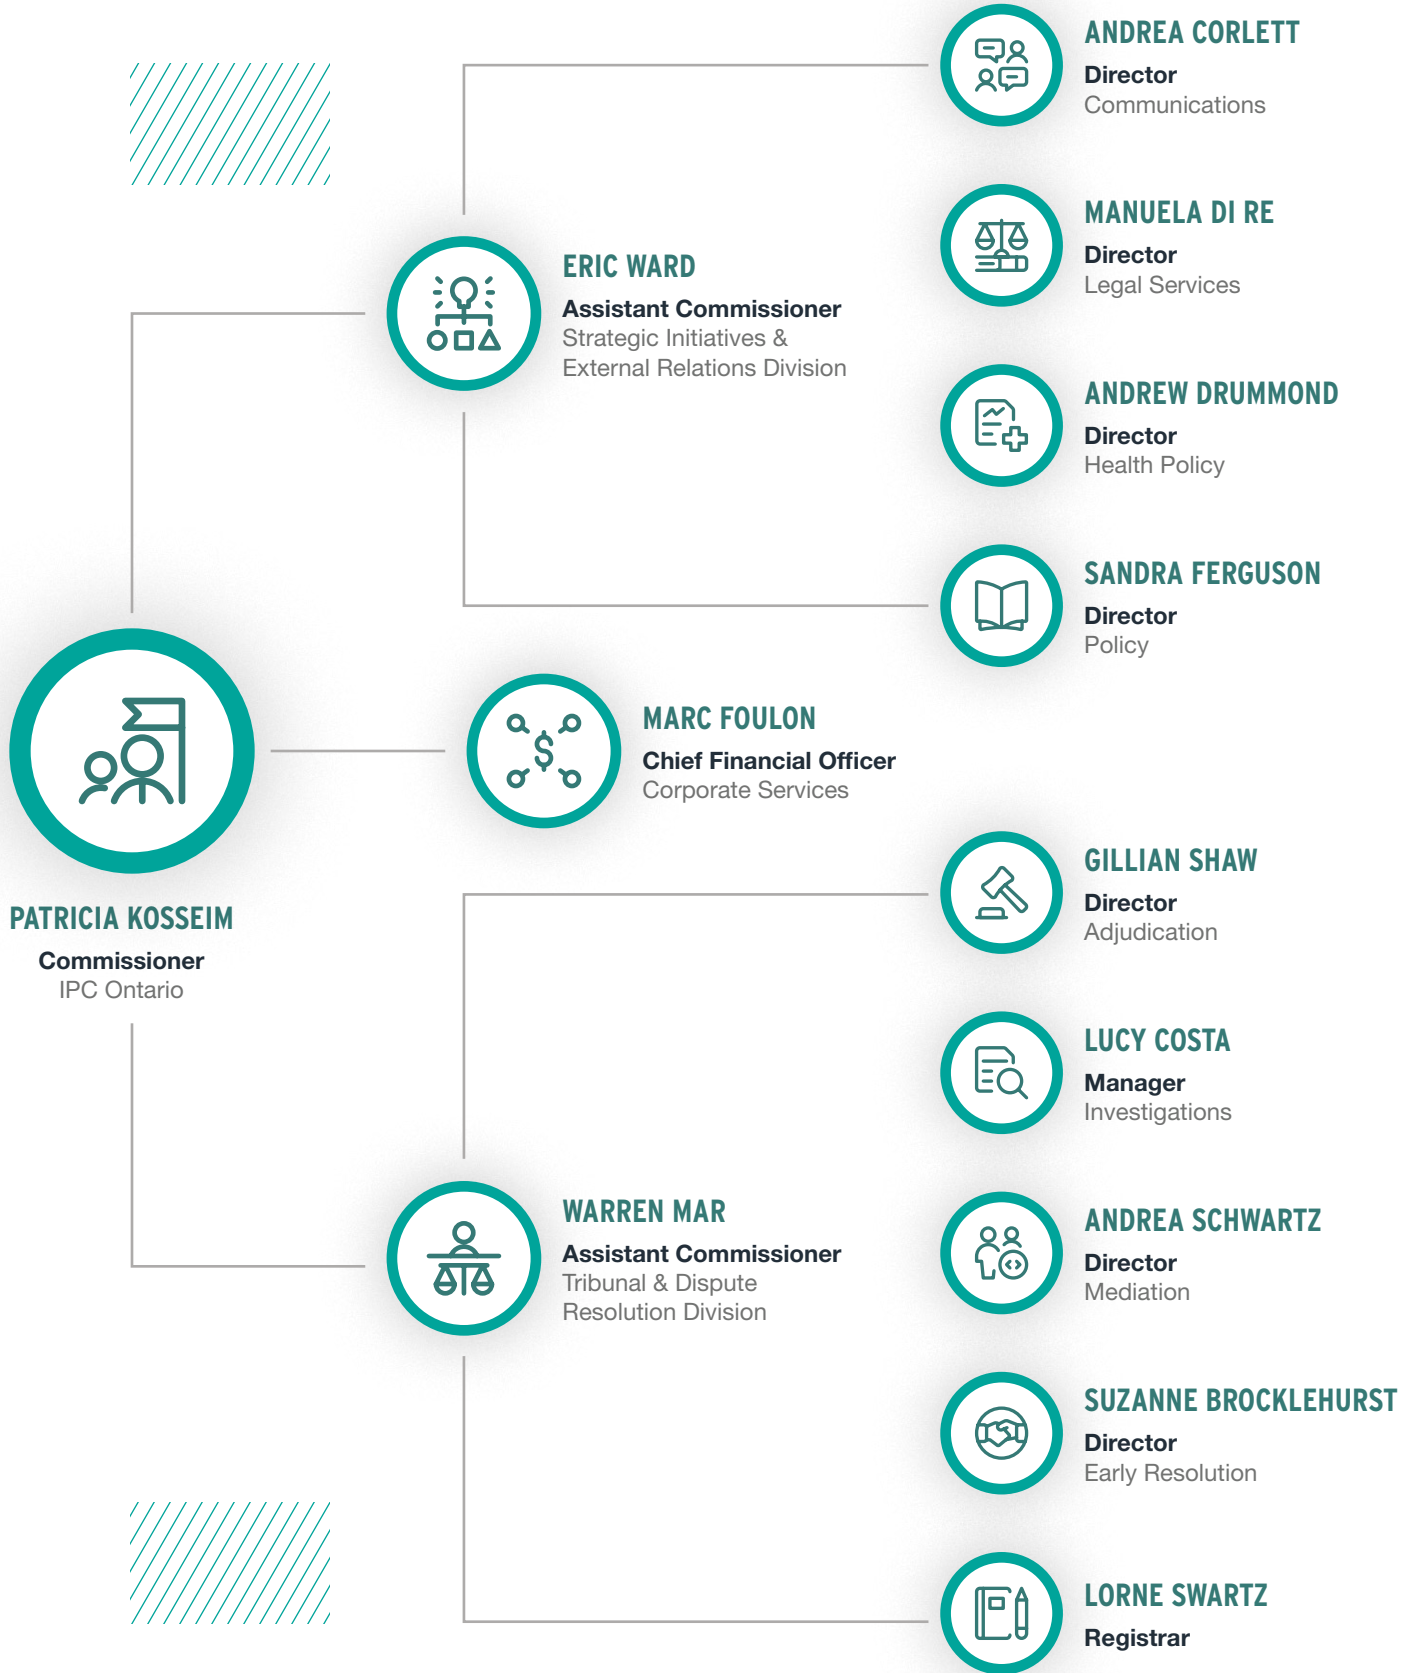 ANDREA CORLETT
Director
Communications
MANUELA DI RE
Director
Legal Services
ERIC WARD
Assistant Commissioner
Strategic Initiatives &
External Relations Division
ANDREW DRUMMOND
Director
Health Policy
SANDRA FERGUSON
Director
Policy
MARC FOULON
Chief Financial Officer
Corporate Services
PATRICIA KOSSEIM
Commissioner
IPC Ontario
GILLIAN SHAW
Director
Adjudication
LUCY COSTA
Manager
Investigations
WARREN MAR
Assistant Commissioner
Tribunal & Dispute
Resolution Division
ANDREA SCHWARTZ
Director
Mediation
SUZANNE BROCKLEHURST
Director
Early Resolution
LORNE SWARTZ
Registrar